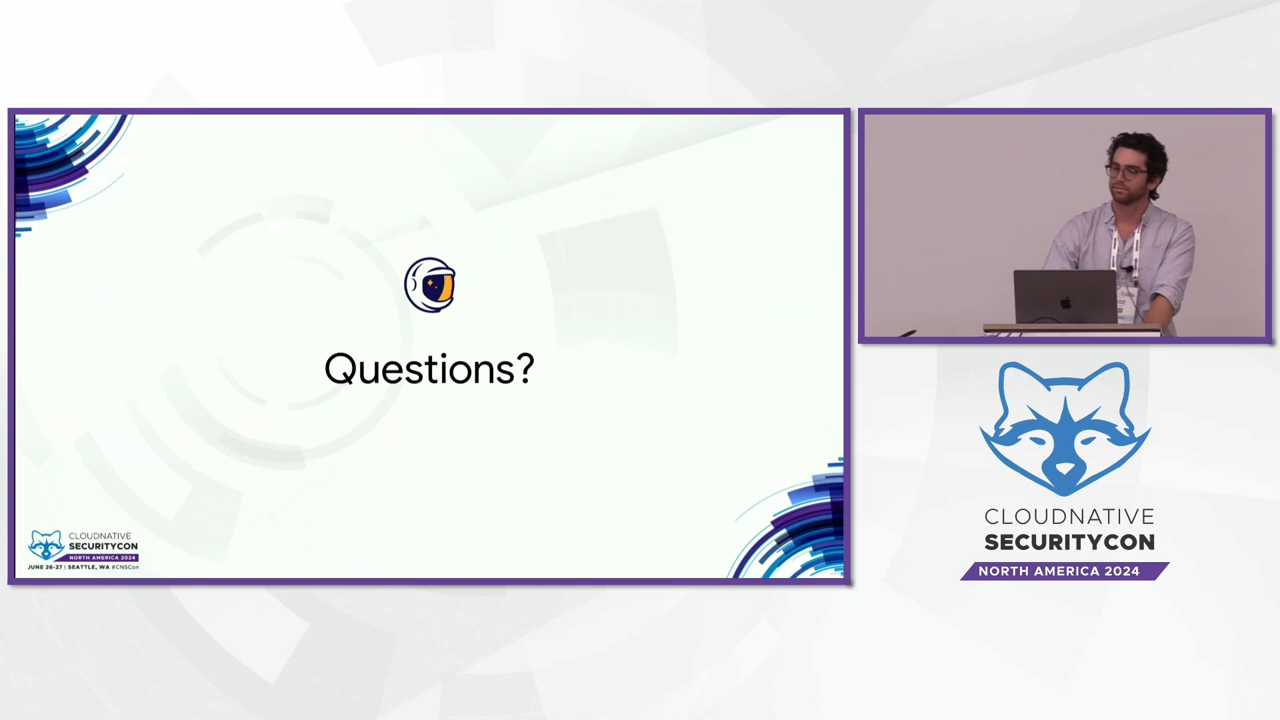 Questions?
CLOUDNATIVE
SECURITYCON
NORTH AMERICA 2024
JUNE 26-27 | SEATTLE, WA #CNSCon
CLOUDNATIVE
SECURITYCON
NORTH AMERICA 2024